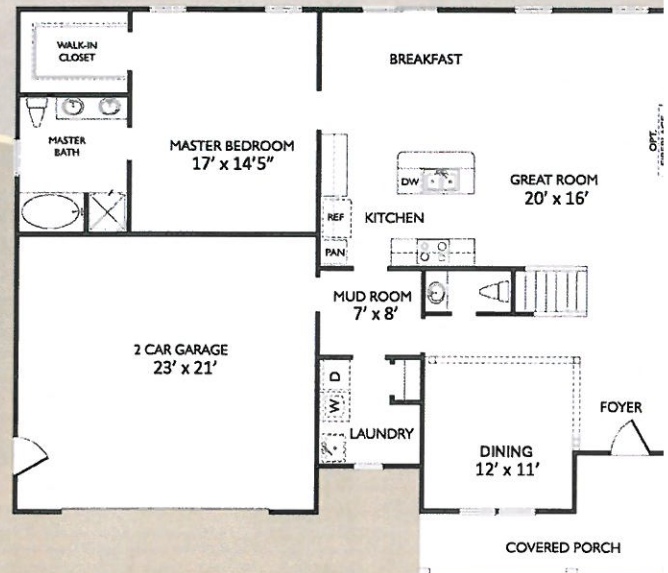 WALK-IN
CLOSET
BREAKFAST
MASTER
BATH
MASTER BEDROOM
17' x 14'5"
OPT.
FIREPLACE
DW
GREAT ROOM
20' x 16'
REF
KITCHEN
PAN
MUD ROOM
7' x 8'
2 CAR GARAGE
23' x 21'
D
W
LAUNDRY
FOYER
DINING
12' x 11'
COVERED PORCH